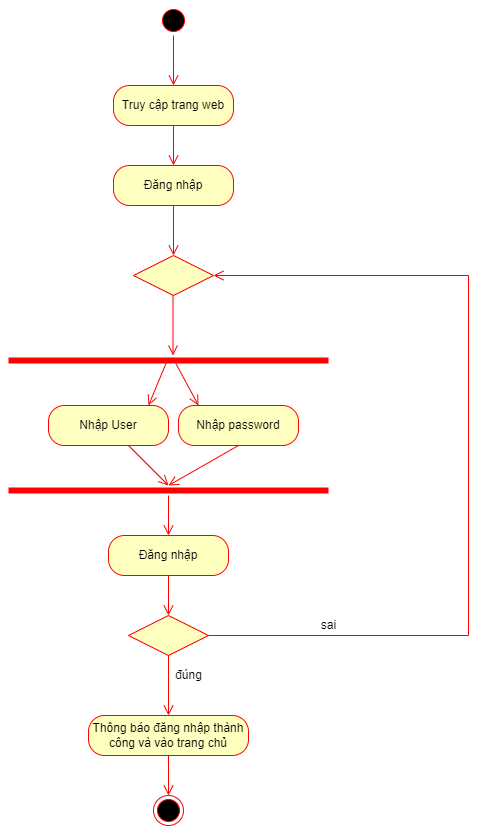 Truy cập trang web
Đăng nhập
Nhập User
Nhập password
Đăng nhập
sai
đúng
Thông báo đăng nhập thành
công và vào trang chủ